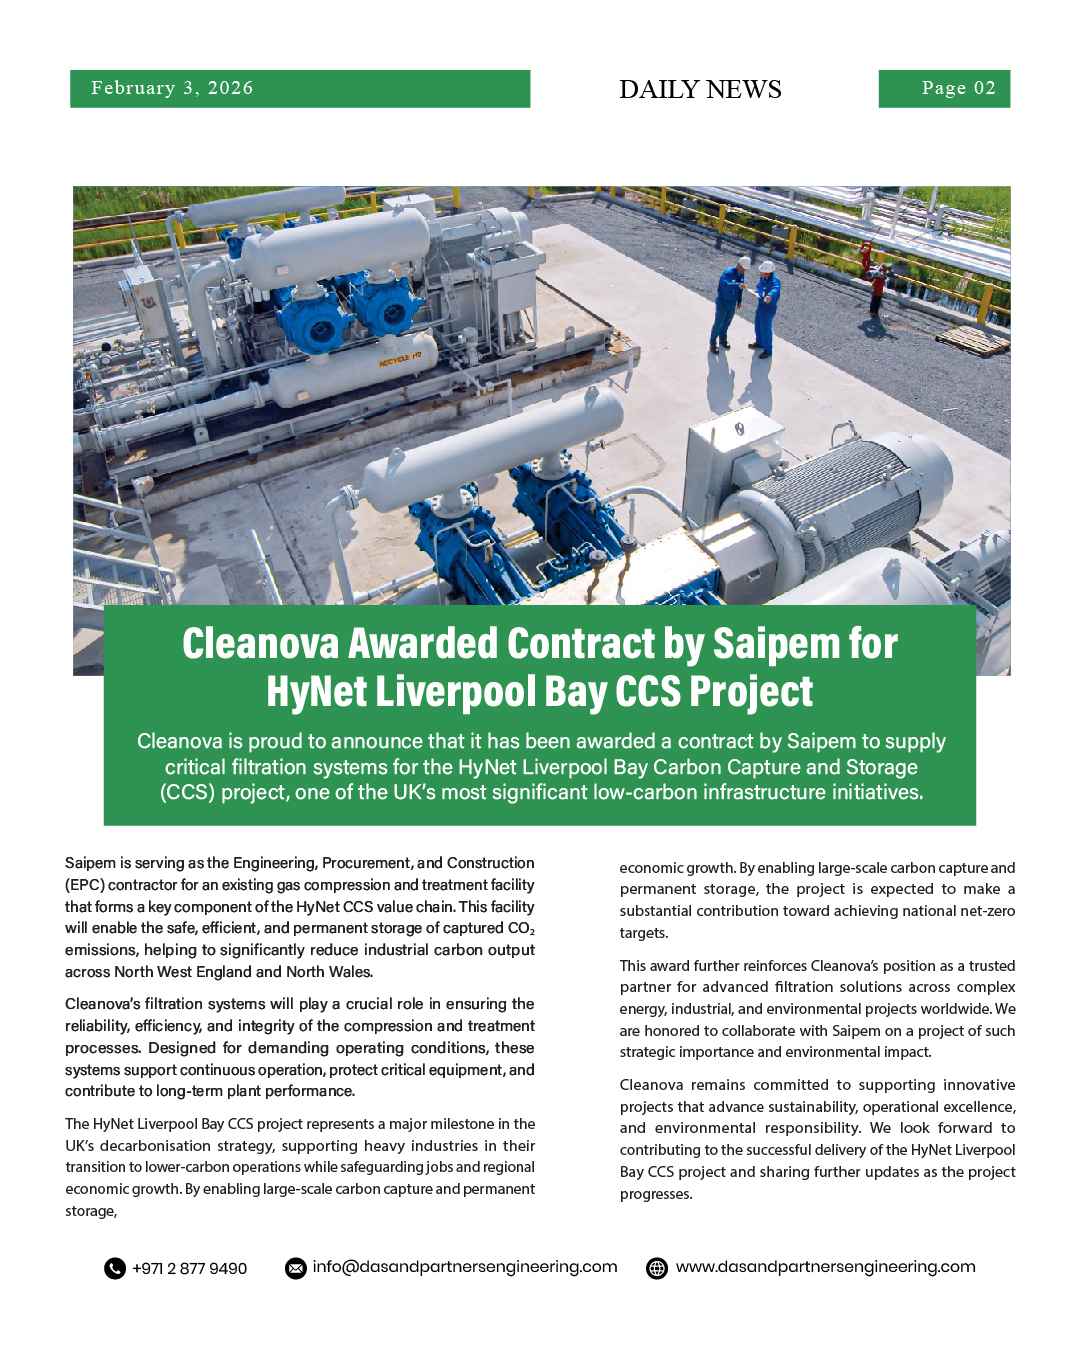 February 3, 2026
DAILY NEWS
Page 02
RECYCLE H2
Cleanova Awarded Contract by Saipem for
HyNet Liverpool Bay CCS Project
Cleanova is proud to announce that it has been awarded a contract by Saipem to supply
critical filtration systems for the HyNet Liverpool Bay Carbon Capture and Storage
(CCS) project, one of the UK’s most significant low-carbon infrastructure initiatives.
Saipem is serving as the Engineering, Procurement, and Construction
(EPC) contractor for an existing gas compression and treatment facility
that forms a key component of the HyNet CCS value chain. This facility
will enable the safe, efficient, and permanent storage of captured CO₂
emissions, helping to significantly reduce industrial carbon output
across North West England and North Wales.
Cleanova’s filtration systems will play a crucial role in ensuring the
reliability, efficiency, and integrity of the compression and treatment
processes. Designed for demanding operating conditions, these
systems support continuous operation, protect critical equipment, and
contribute to long-term plant performance.
The HyNet Liverpool Bay CCS project represents a major milestone in the
UK’s decarbonisation strategy, supporting heavy industries in their
transition to lower-carbon operations while safeguarding jobs and regional
economic growth. By enabling large-scale carbon capture and permanent
storage,
economic growth. By enabling large-scale carbon capture and
permanent storage, the project is expected to make a
substantial contribution toward achieving national net-zero
targets.
This award further reinforces Cleanova’s position as a trusted
partner for advanced filtration solutions across complex
energy, industrial, and environmental projects worldwide. We
are honored to collaborate with Saipem on a project of such
strategic importance and environmental impact.
Cleanova remains committed to supporting innovative
projects that advance sustainability, operational excellence,
and environmental responsibility. We look forward to
contributing to the successful delivery of the HyNet Liverpool
Bay CCS project and sharing further updates as the project
progresses.
+971 2 877 9490
info@dasandpartnersengineering.com
www.dasandpartnersengineering.com